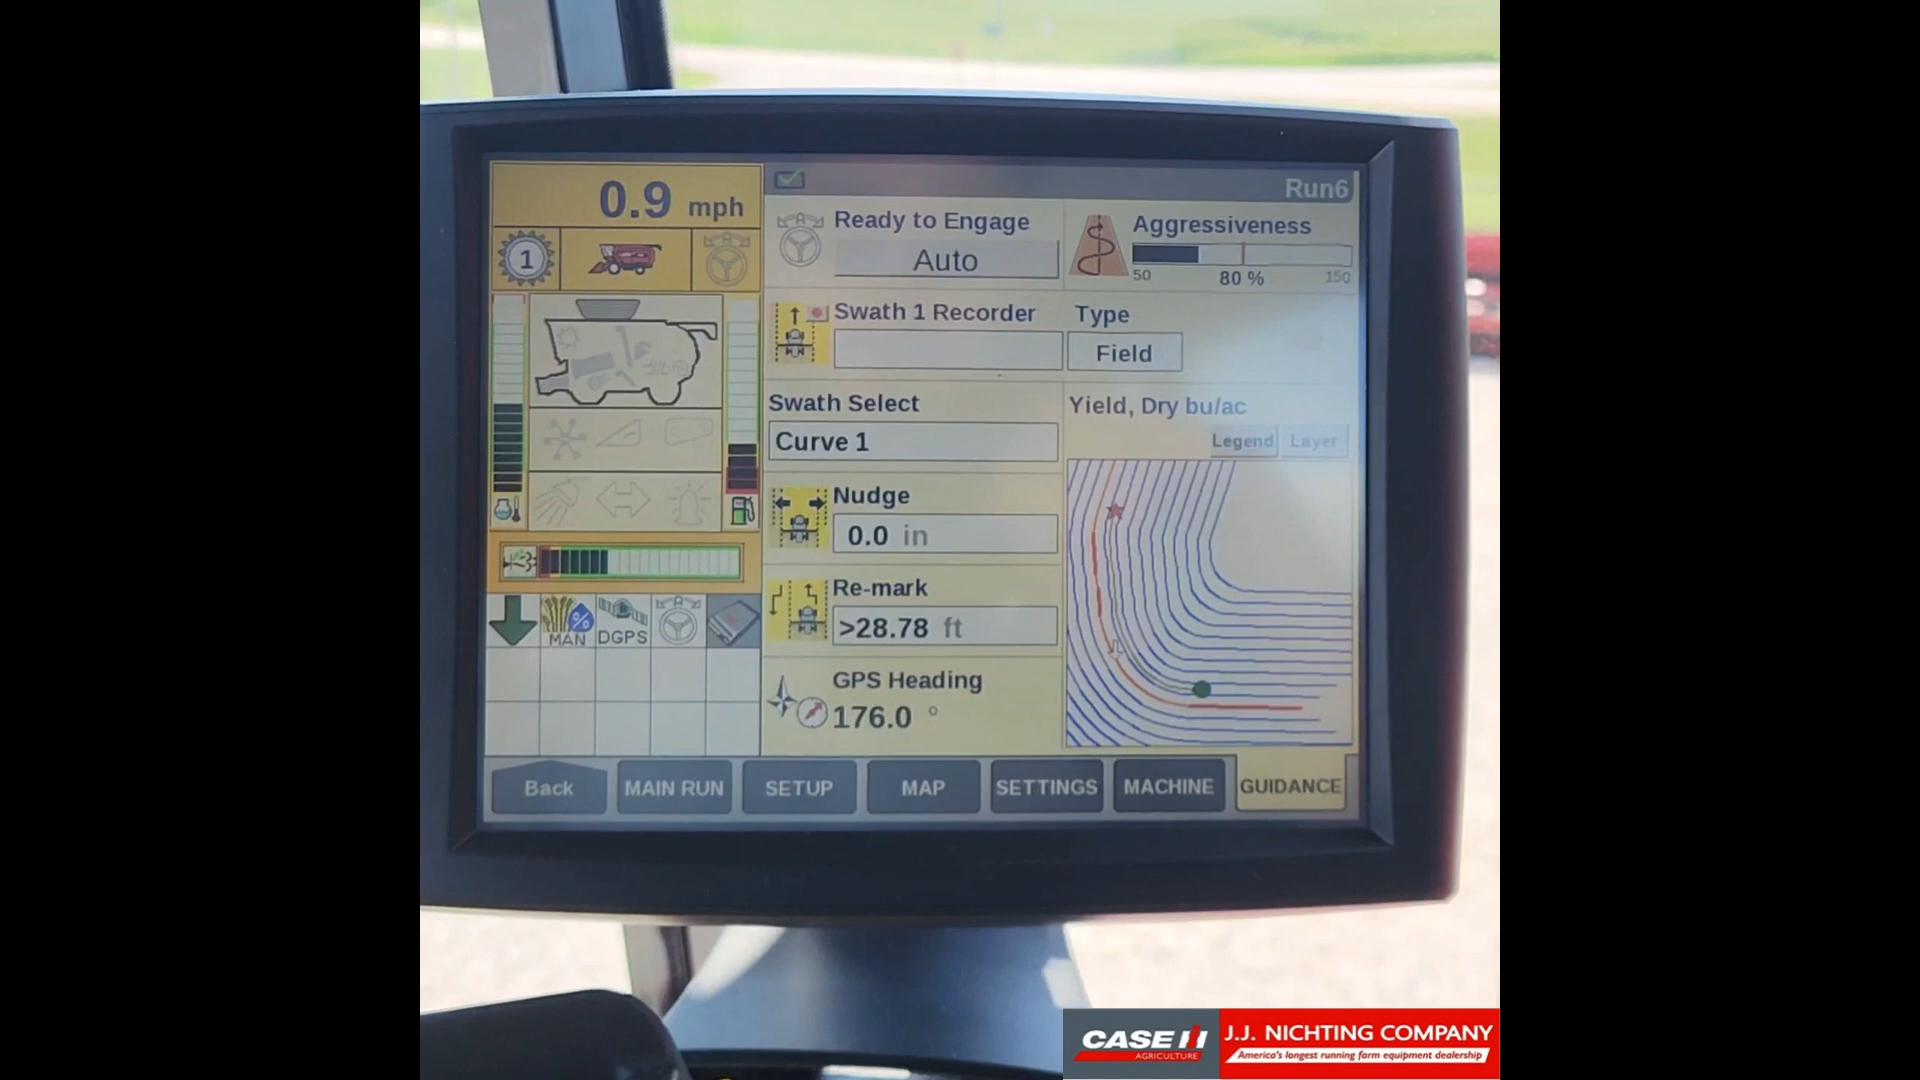 0.9 mph
1
MAN
DGPS
Run6
Ready to Engage
Auto
Aggressiveness
50 80 % 150
Swath 1 Recorder
Type
Field
Swath Select
Curve 1
Yield, Dry bu/ac
Legend Layer
Nudge
0.0 in
Re-mark
>28.78 ft
GPS Heading
176.0 °
Back MAIN RUN SETUP MAP SETTINGS MACHINE GUIDANCE
CASE IH
AGRICULTURE
J.J. NICHTING COMPANY
America's longest running farm equipment dealership